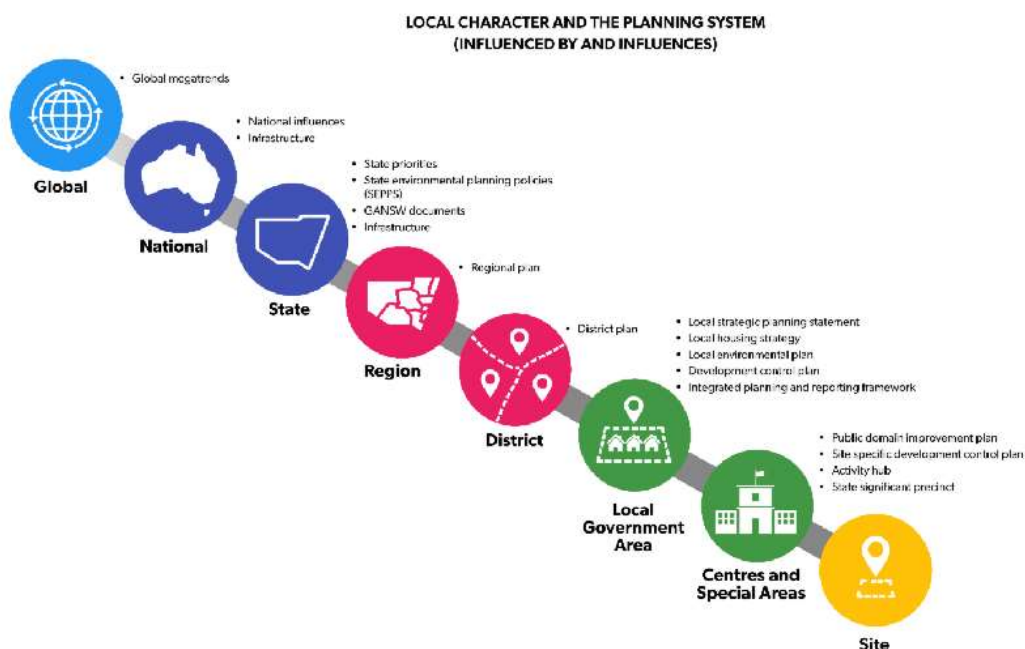 LOCAL CHARACTER AND THE PLANNING SYSTEM
(INFLUENCED BY AND INFLUENCES)
• Global megatrends
Global
• National influences
• Infrastructure
National
• State priorities
• State environmental planning policies
(SEPPS)
• GANSW documents
• Infrastructure
State
• Regional plan
Region
• District plan
District
• Local strategic planning statement
• Local housing strategy
• Local environmental plan
• Development control plan
• Integrated planning and reporting framework
Local
Government
Area
• Public domain improvement plan
• Site specific development control plan
• Activity hub
• State significant precinct
Centres and
Special Areas
Site